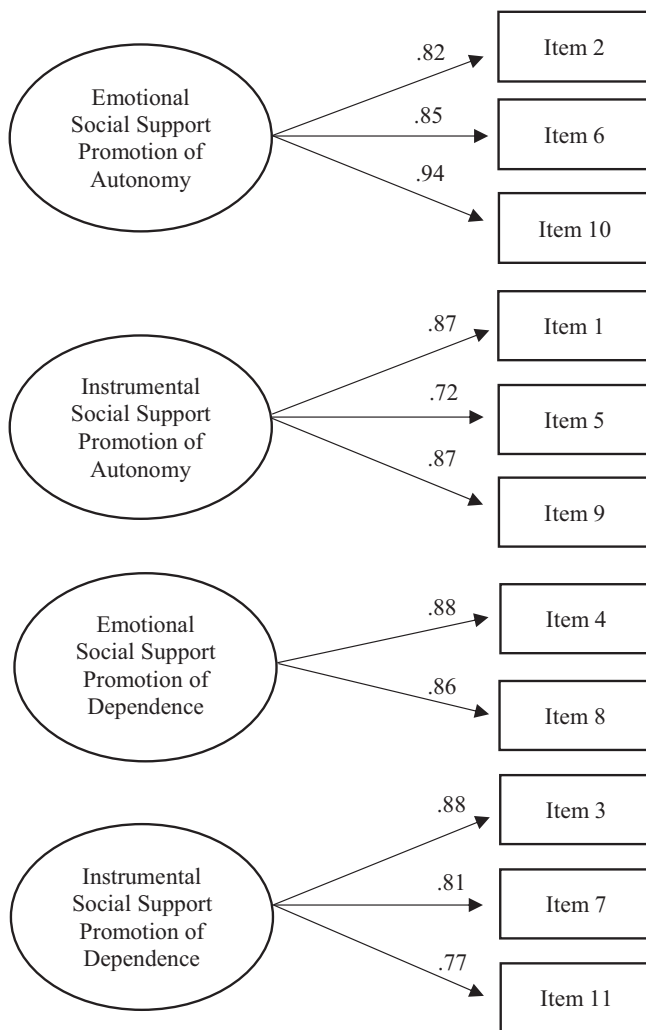 Emotional
Social Support
Promotion of
Autonomy
.82
.85
.94
Item 2
Item 6
Item 10
Instrumental
Social Support
Promotion of
Autonomy
.87
.72
.87
Item 1
Item 5
Item 9
Emotional
Social Support
Promotion of
Dependence
.88
.86
Item 4
Item 8
Instrumental
Social Support
Promotion of
Dependence
.88
.81
.77
Item 3
Item 7
Item 11